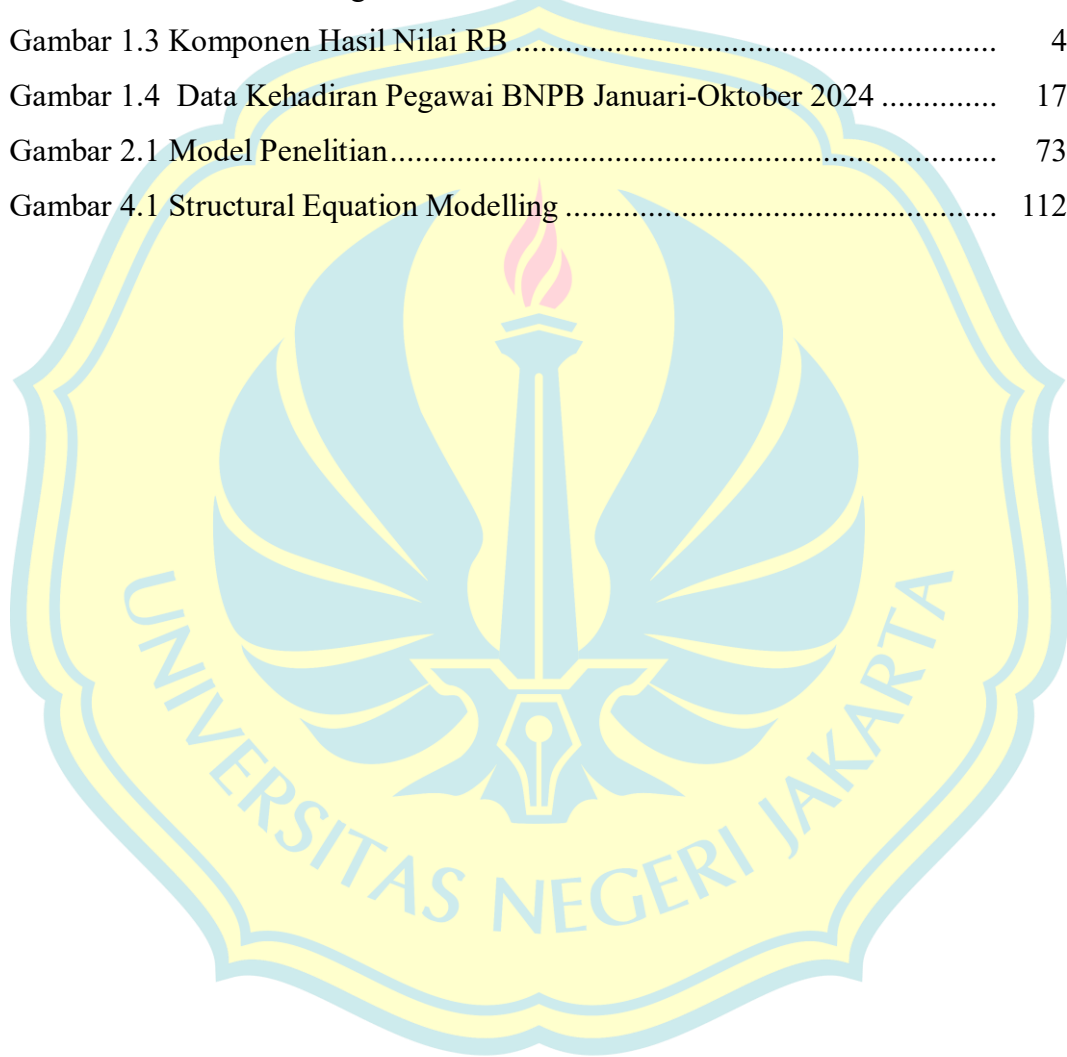 Gambar 1.3 Komponen Hasil Nilai RB ............................................................. 4
Gambar 1.4  Data Kehadiran Pegawai BNPB Januari-Oktober 2024 .............. 17
Gambar 2.1 Model Penelitian............................................................................. 73
Gambar 4.1 Structural Equation Modelling ...................................................... 112
UNIVERSITAS NEGERI JAKARTA